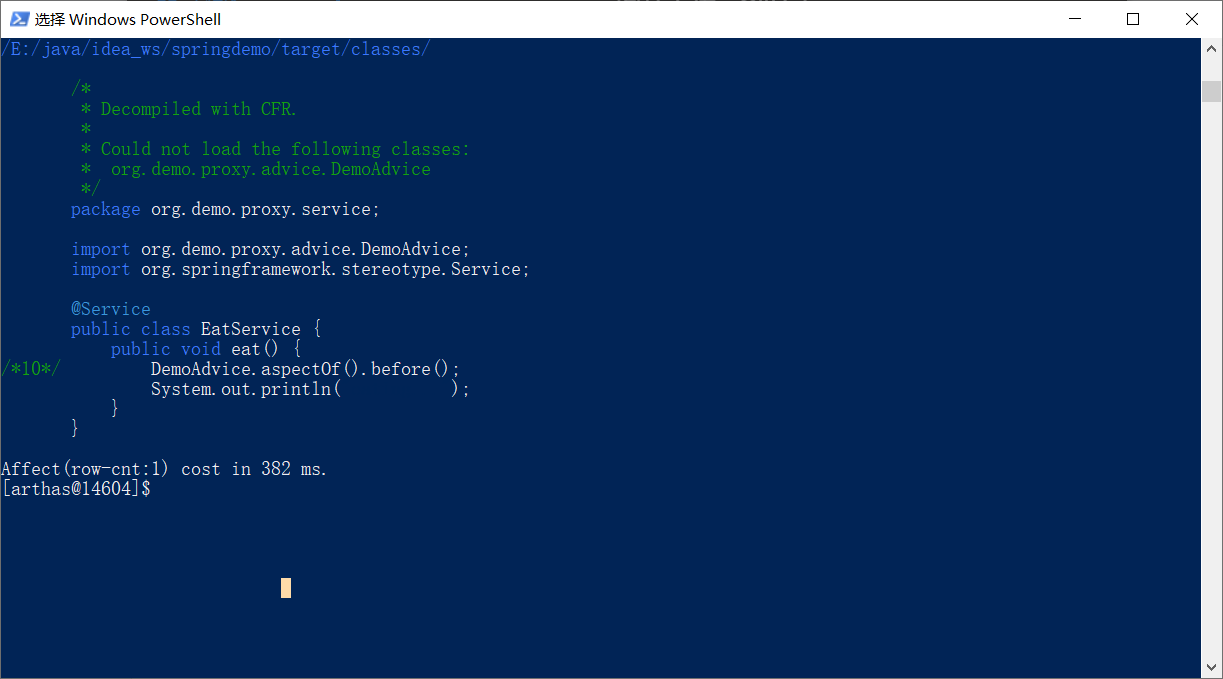 选择 Windows PowerShell
/E:/java/idea_ws/springdemo/target/classes/
/*
* Decompiled with CFR.
*
* Could not load the following classes:
*  org.demo.proxy.advice.DemoAdvice
*/
package org.demo.proxy.service;
import org.demo.proxy.advice.DemoAdvice;
import org.springframework.stereotype.Service;
@Service
public class EatService {
public void eat() {
/*10*/ DemoAdvice.aspectOf().before();
System.out.println(           );
}
}
Affect(row-cnt:1) cost in 382 ms.
[arthas@14604]$